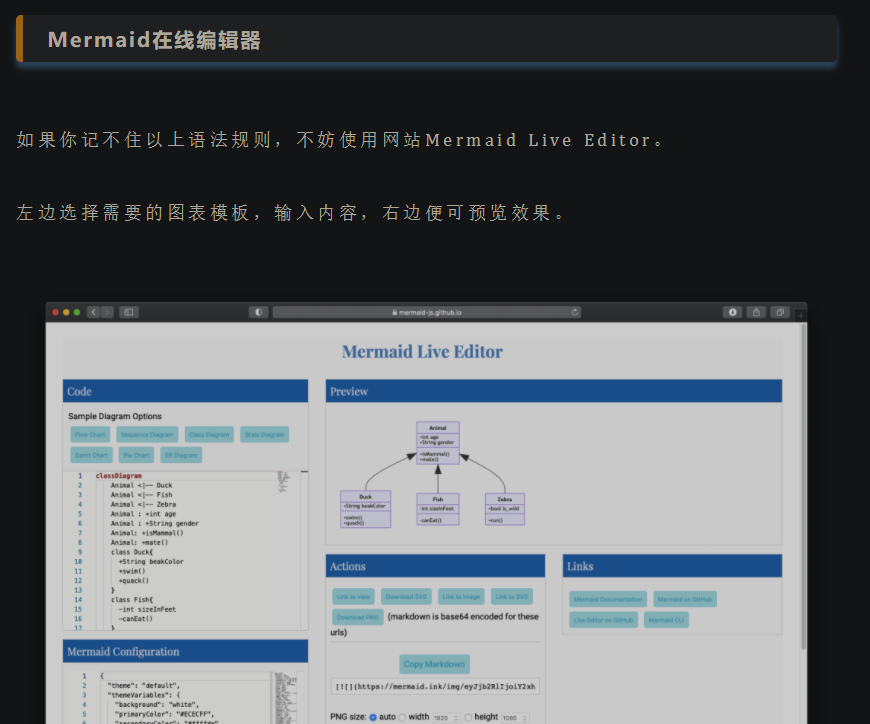 Mermaid在线编辑器
如果你记不住以上语法规则，不妨使用网站Mermaid Live Editor。
左边选择需要的图表模板，输入内容，右边便可预览效果。
mermaid-js.github.io
Mermaid Live Editor
Code
Sample Diagram Options
Flow Chart Sequence Diagram Class Diagram State Diagram
Gantt Chart Pie Chart ER Diagram
1 classDiagram
2 Animal <|-- Duck
3 Animal <|-- Fish
4 Animal <|-- Zebra
5 Animal : +int age
6 Animal : +String gender
7 Animal: +isMammal()
8 Animal: +mate()
9 class Duck{
10 +String beakColor
11 +swim()
12 +quack()
13 }
14 class Fish{
15 -int sizeInFeet
16 -canEat()
17 }
Mermaid Configuration
1 {
2 "theme": "default",
3 "themeVariables": {
4 "background": "white",
5 "primaryColor": "#ECECFF",
6 "secondaryColor": "#ffffde"
Preview
Animal
+int age
+String gender
+isMammal()
+mate()
Duck
+String beakColor
+swim()
+quack()
Fish
-int sizeInFeet
-canEat()
Zebra
+bool is_wild
+run()
Actions
Link to view Download SVG Link to Image Link to SVG
Download PNG (markdown is base64 encoded for these
urls)
Copy Markdown
[![](https://mermaid.ink/img/eyJjb2RlIjoiY2xh
PNG size: auto width 1920 height 1080
Links
Mermaid Documentation Mermaid on GitHub
Live Editor on GitHub Mermaid CLI